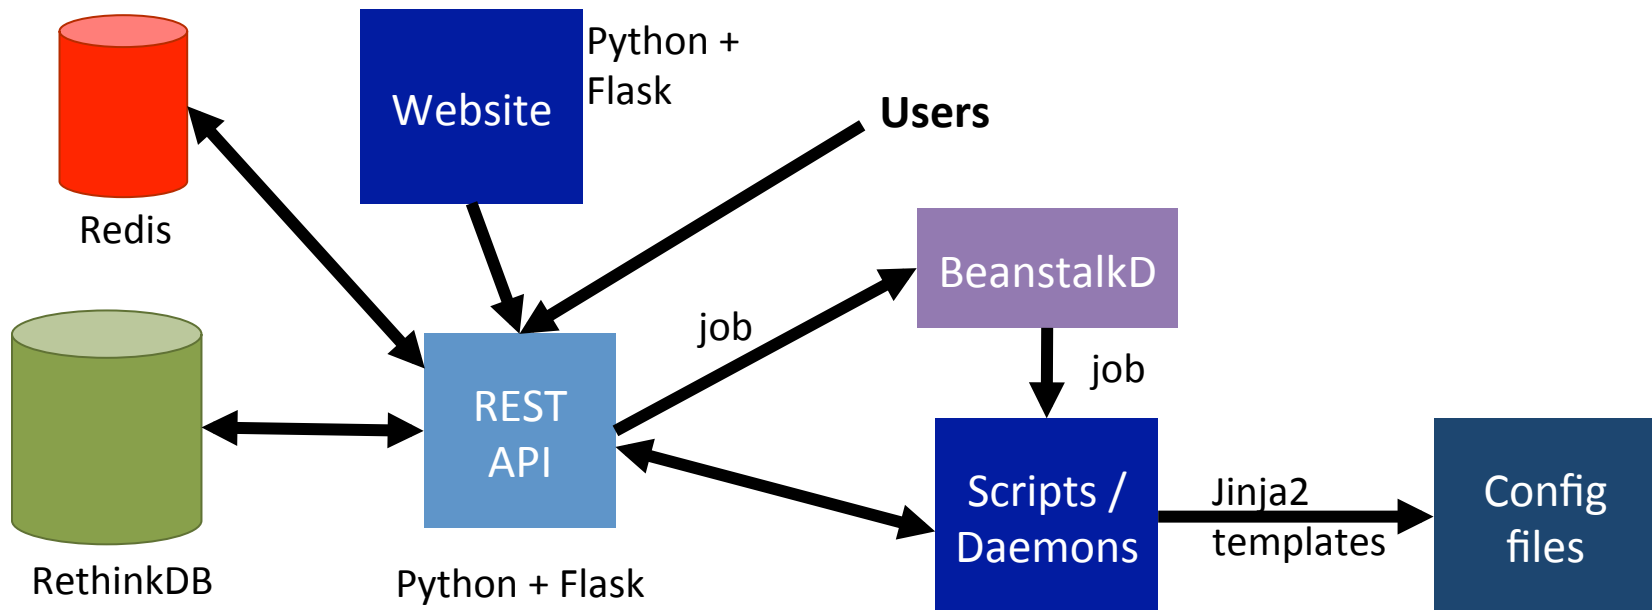 Python +
Flask
Website
Users
Redis
BeanstalkD
job
job
REST
API
Scripts /
Daemons
Jinja2
templates
Config
files
RethinkDB
Python + Flask